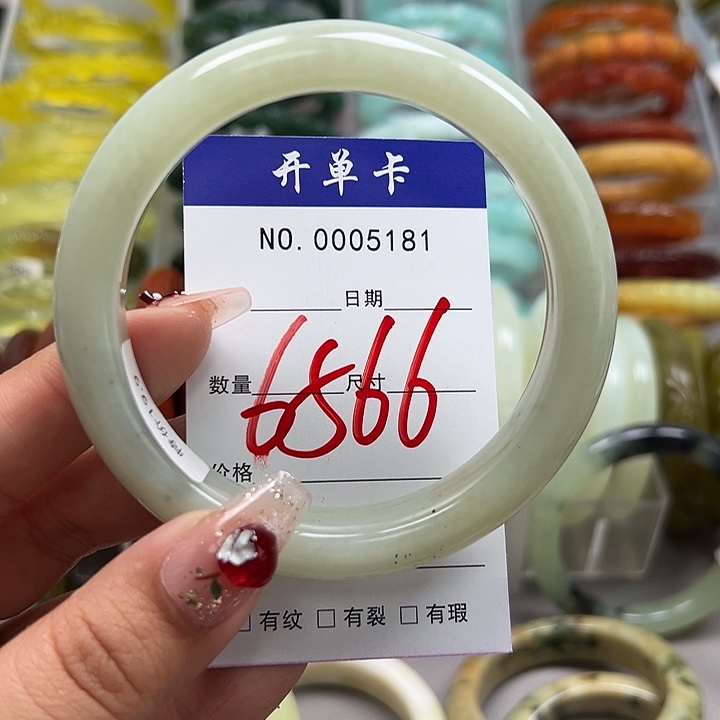 开单卡
NO. 0005181
日期
6866
数量 尺寸
价格
有纹 □ 有裂 □ 有瑕